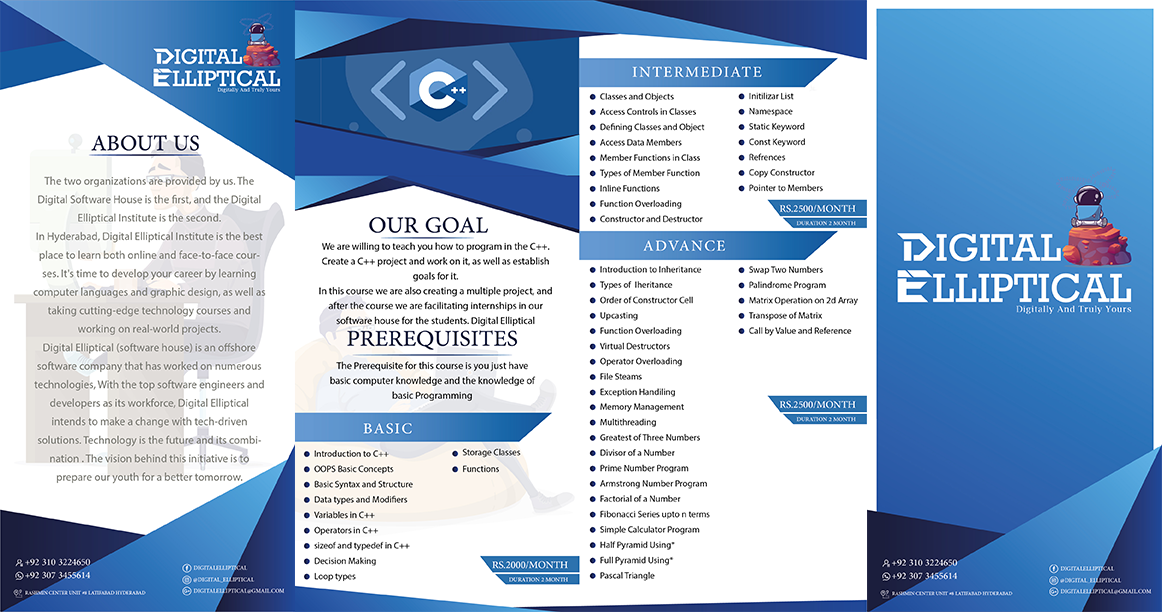 DIGITAL
ELLIPTICAL
Digitally And Truly Yours
ABOUT US
The two organizations are provided by us. The
Digital Software House is the first, and the Digital
Elliptical Institute is the second.
In Hyderabad, Digital Elliptical Institute is the best
place to learn both online and face-to-face cour-
ses. It's time to develop your career by learning
computer languages and graphic design, as well as
taking cutting-edge technology courses and
working on real-world projects.
Digital Elliptical (software house) is an offshore
software company that has worked on numerous
technologies, With the top software engineers and
developers as its workforce, Digital Elliptical
intends to make a change with tech-driven
solutions. Technology is the future and its combi-
nation . The vision behind this initiative is to
prepare our youth for a better tomorrow.
+92 310 3224650
+92 307 3455614
RASHMIN CENTER UNIT #8 LATIFABAD HYDERABAD
DIGITALELLIPTICAL
@DIGITAL_ELLIPTICAL
DIGITALELLIPTICAL@GMAIL.COM
C++
OUR GOAL
We are willing to teach you how to program in the C++.
Create a C++ project and work on it, as well as establish
goals for it.
In this course we are also creating a multiple project, and
after the course we are facilitating internships in our
software house for the students. Digital Elliptical
PREREQUISITES
The Prerequisite for this course is you just have
basic computer knowledge and the knowledge of
basic Programming
BASIC
Introduction to C++
OOPS Basic Concepts
Basic Syntax and Structure
Data types and Modifiers
Variables in C++
Operators in C++
sizeof and typedef in C++
Decision Making
Loop types
Storage Classes
Functions
RS.2000/MONTH
DURATION 2 MONTH
INTERMEDIATE
Classes and Objects
Access Controls in Classes
Defining Classes and Object
Access Data Members
Member Functions in Class
Types of Member Function
Inline Functions
Function Overloading
Constructor and Destructor
Initilizar List
Namespace
Static Keyword
Const Keyword
Refrences
Copy Constructor
Pointer to Members
RS.2500/MONTH
DURATION 2 MONTH
ADVANCE
Introduction to Inheritance
Types of Iheritance
Order of Constructor Cell
Upcasting
Function Overloading
Virtual Destructors
Operator Overloading
File Steams
Exception Hardiling
Memory Management
Multithreading
Greatest of Three Numbers
Divisor of a Number
Prime Number Program
Armstrong Number Program
Factorial of a Number
Fibonacci Series upto n terms
Simple Calculator Program
Half Pyramid Using*
Full Pyramid Using*
Pascal Triangle
Swap Two Numbers
Palindrome Program
Matrix Operation on 2d Array
Transpose of Matrix
Call by Value and Reference
RS.2500/MONTH
DURATION 2 MONTH
DIGITAL
ELLIPTICAL
Digitally And Truly Yours
+92 310 3224650
+92 307 3455614
RASHMIN CENTER UNIT #8 LATIFABAD HYDERABAD
DIGITALELLIPTICAL
@DIGITAL_ELLIPTICAL
DIGITALELLIPTICAL@GMAIL.COM